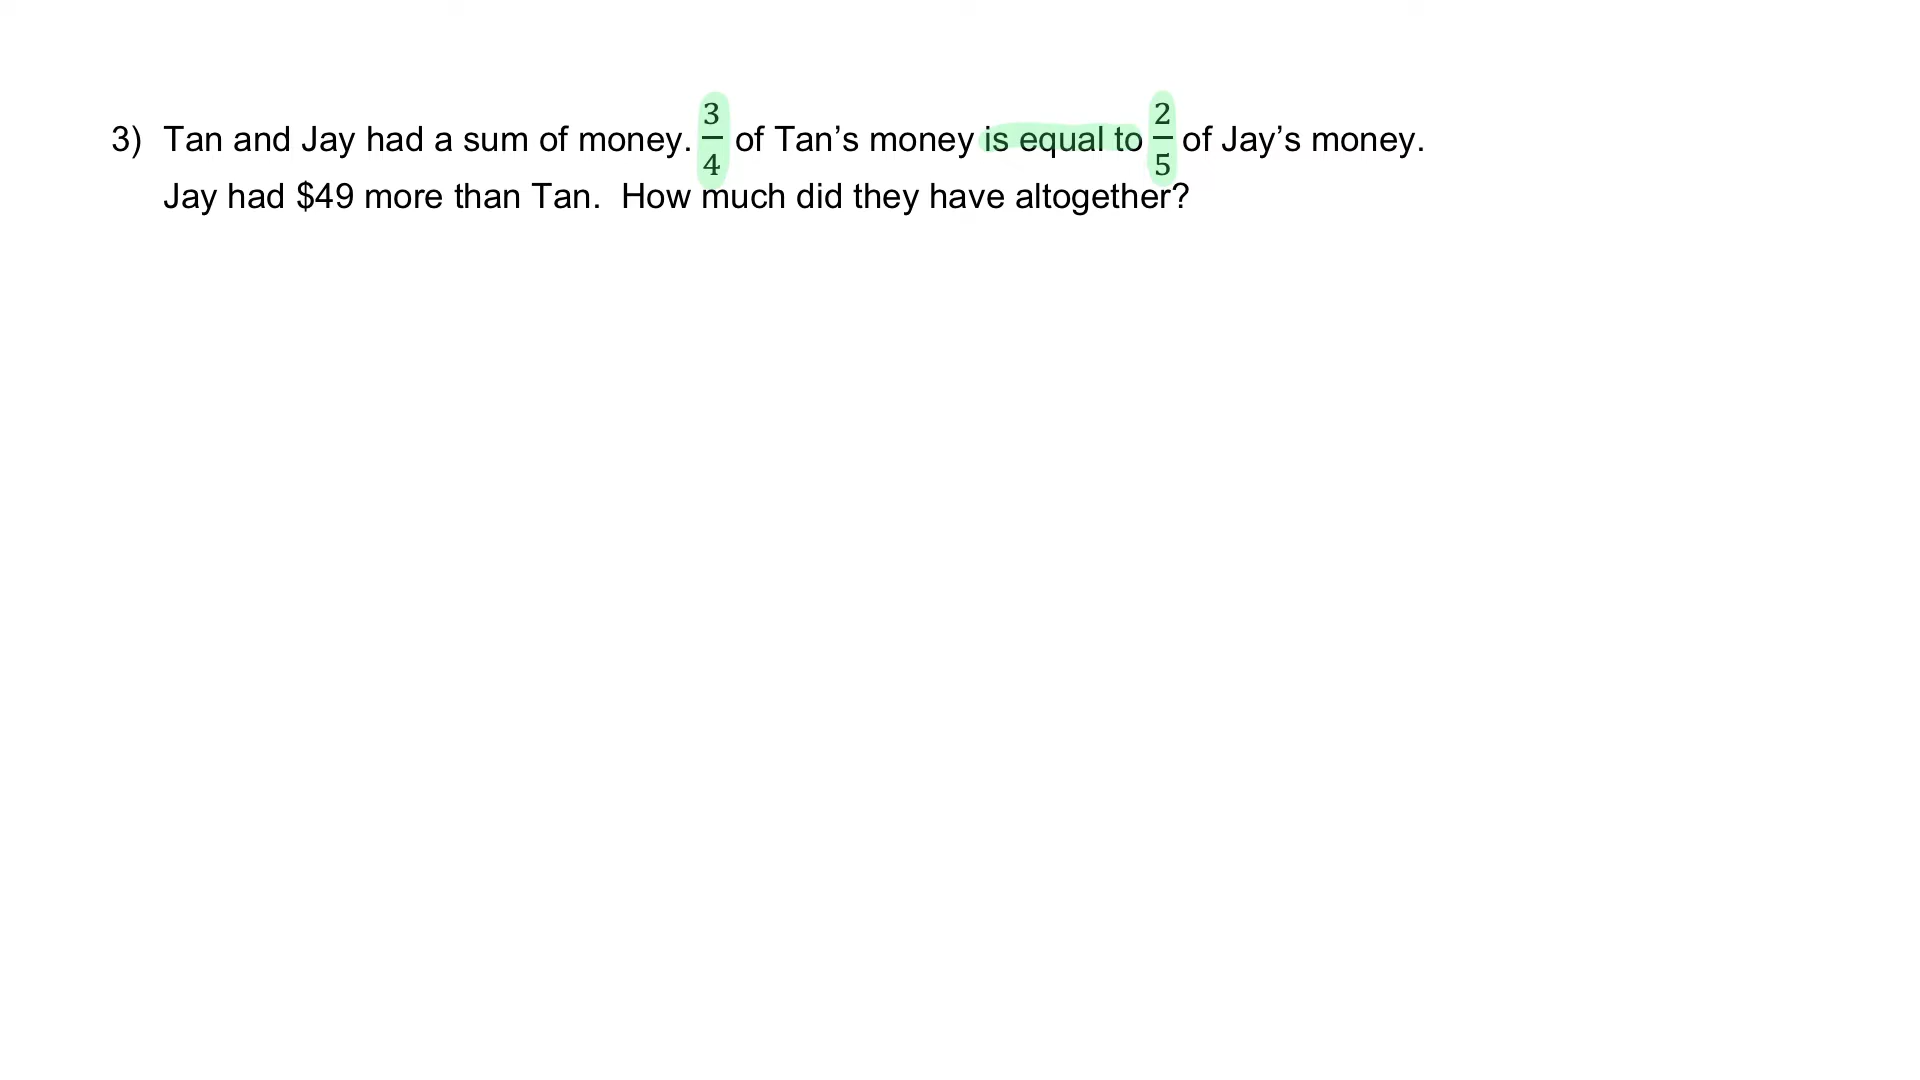 3) Tan and Jay had a sum of money. 3/4 of Tan’s money is equal to 2/5 of Jay’s money.
Jay had $49 more than Tan. How much did they have altogether?